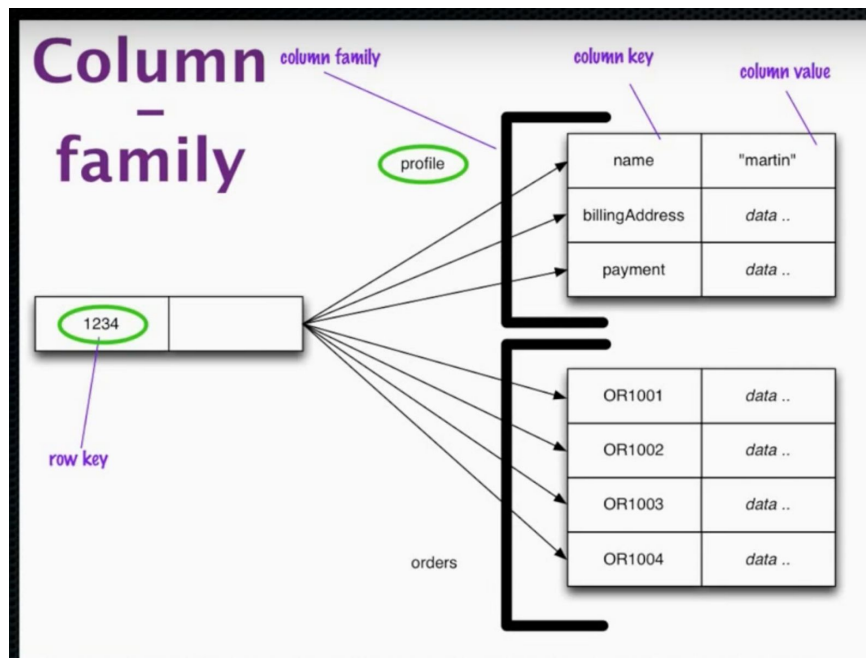 Column
–
family
column family
column key
column value
profile
name "martin"
billingAddress data ..
payment data ..
1234
row key
OR1001 data ..
OR1002 data ..
OR1003 data ..
OR1004 data ..
orders